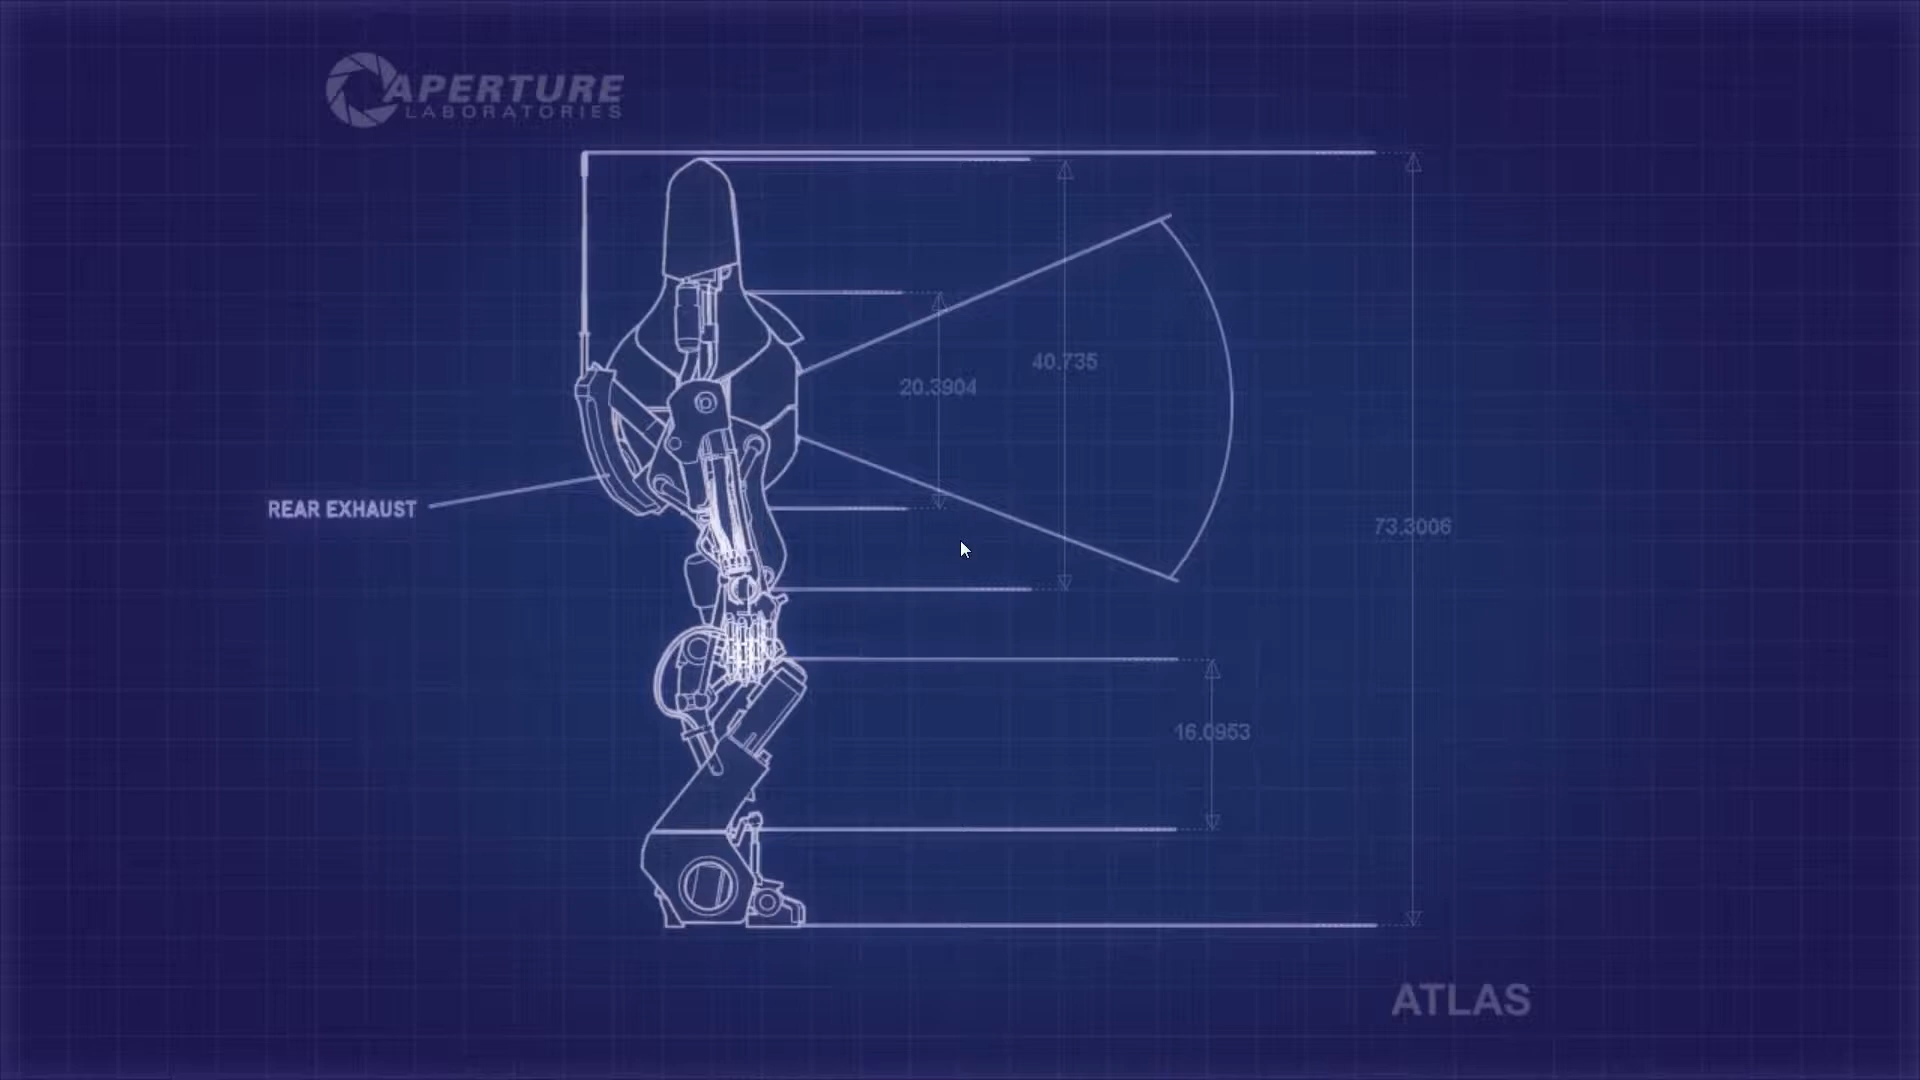 APERTURE
LABORATORIES
40.735
20.3904
REAR EXHAUST
73.3006
16.0953
ATLAS